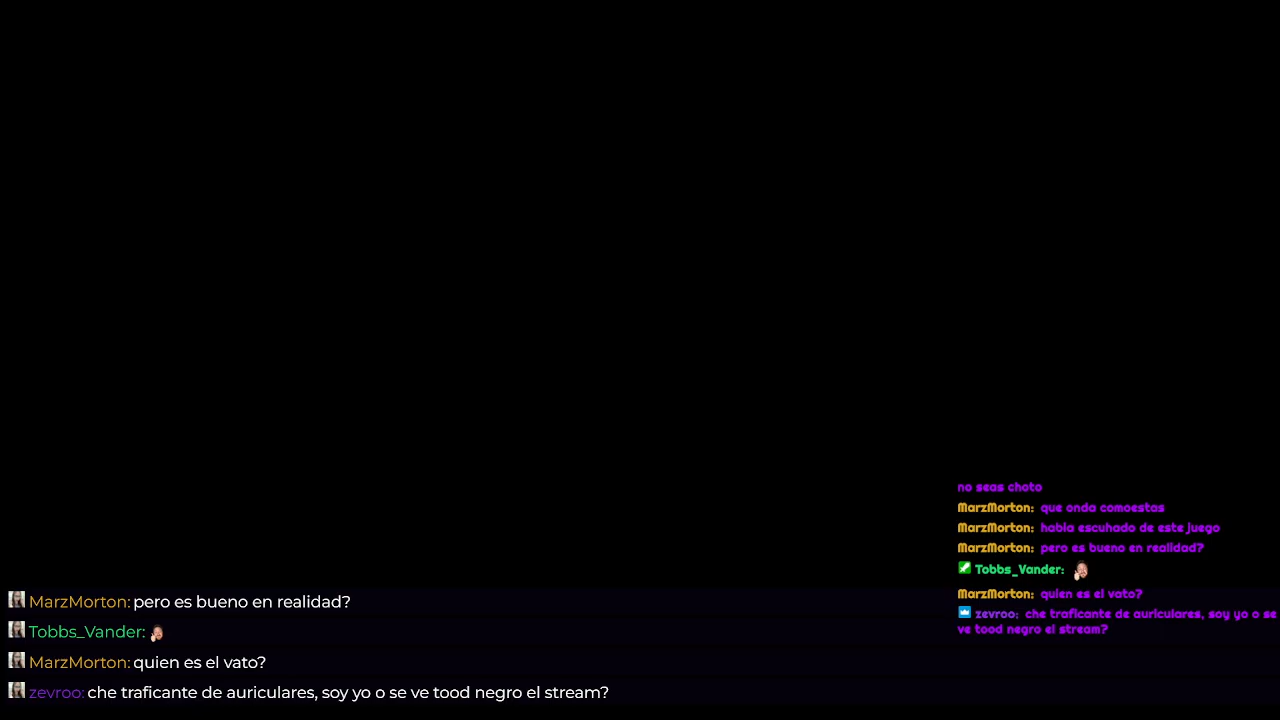 no seas choto
MarzMorton: que onda comoestas
MarzMorton: habia escuhado de este juego
MarzMorton: pero es bueno en realidad?
Tobbs_Vander:
MarzMorton: quien es el vato?
zevroo: che traficante de auriculares, soy yo o se
ve tood negro el stream?
MarzMorton: pero es bueno en realidad?
Tobbs_Vander:
MarzMorton: quien es el vato?
zevroo: che traficante de auriculares, soy yo o se ve tood negro el stream?